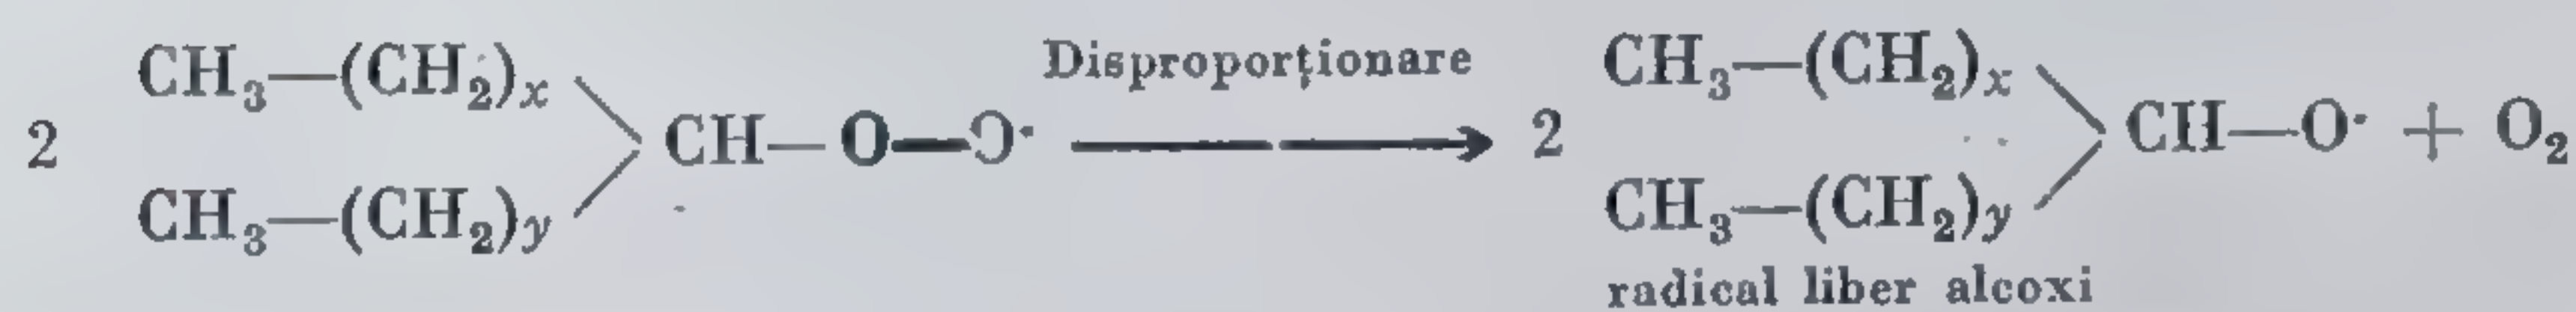 CH₃—(CH₂)ₓ Disproporționare CH₃—(CH₂)ₓ
2 CH—O—O· ⟶ 2 CH—O· + O₂
CH₃—(CH₂)ᵧ CH₃—(CH₂)ᵧ
radical liber alcoxi